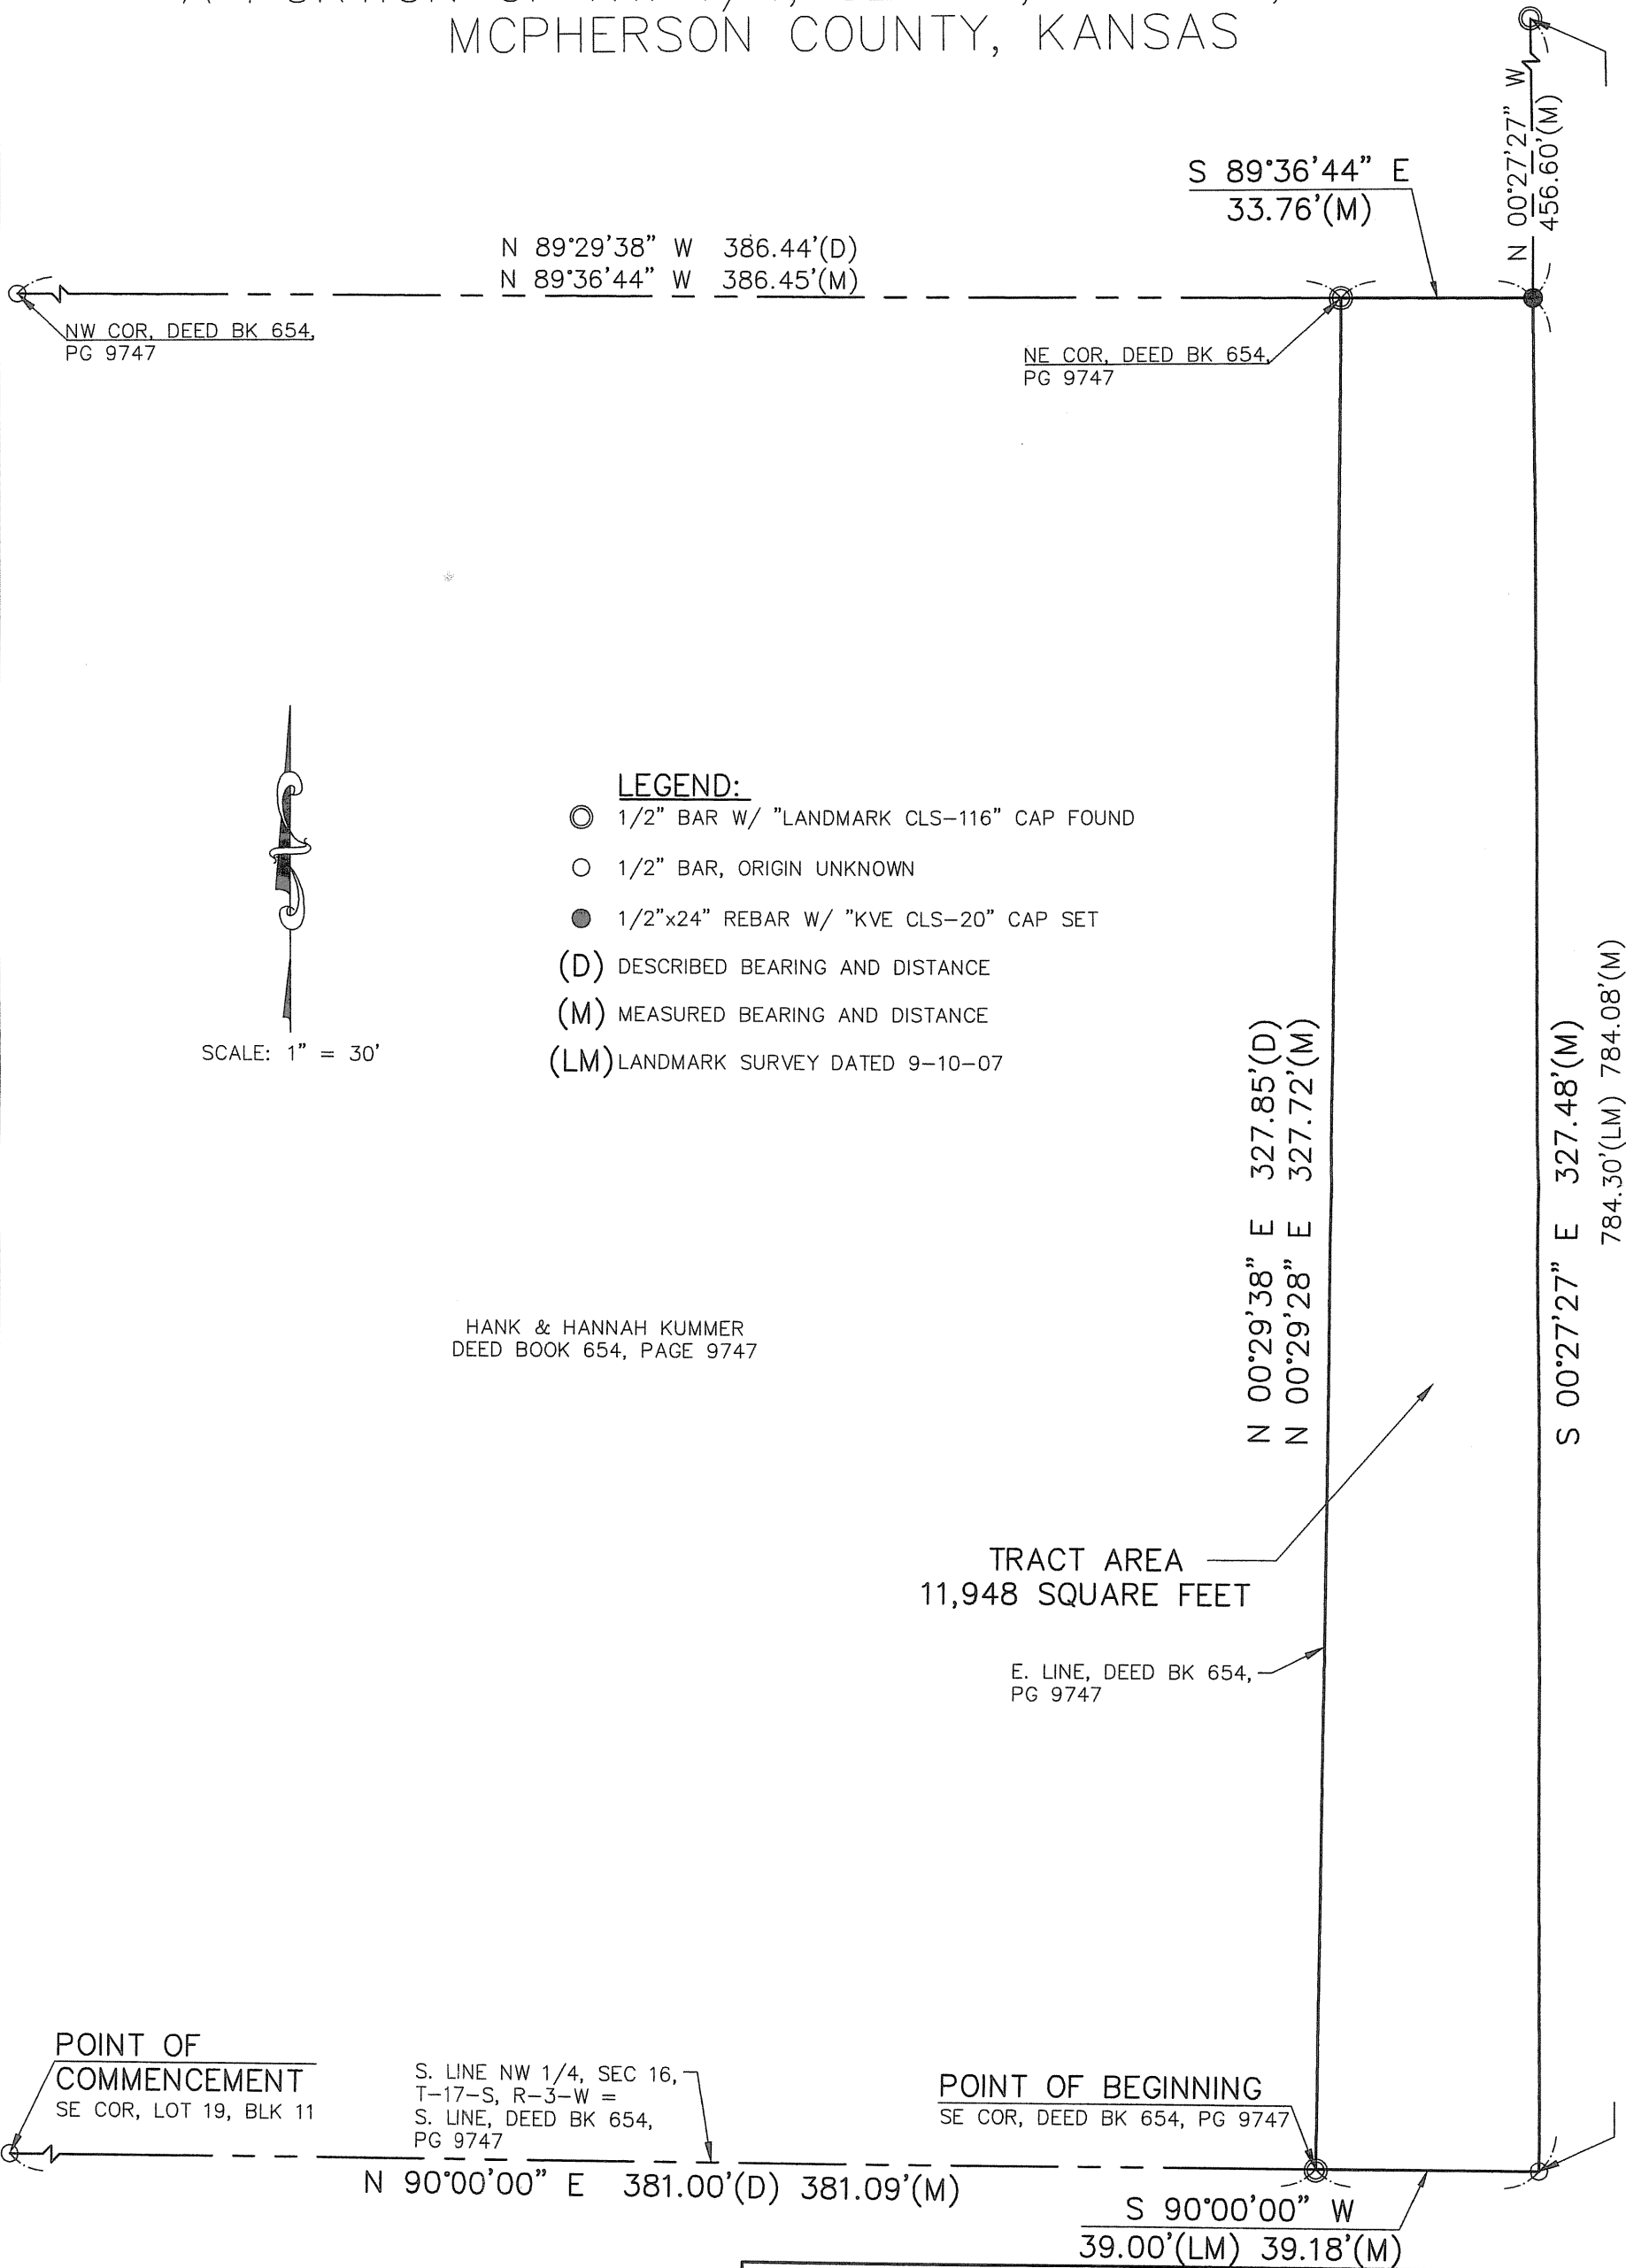 MCPHERSON COUNTY, KANSAS
N 00°27'27" W
456.60'(M)
S 89°36'44" E
33.76'(M)
N 89°29'38" W 386.44'(D)
N 89°36'44" W 386.45'(M)
NW COR, DEED BK 654,
PG 9747
NE COR, DEED BK 654,
PG 9747
LEGEND:
1/2" BAR W/ "LANDMARK CLS-116" CAP FOUND
1/2" BAR, ORIGIN UNKNOWN
1/2"x24" REBAR W/ "KVE CLS-20" CAP SET
(D) DESCRIBED BEARING AND DISTANCE
(M) MEASURED BEARING AND DISTANCE
(LM) LANDMARK SURVEY DATED 9-10-07
SCALE: 1" = 30'
N 00°29'38" E 327.85'(D)
N 00°29'28" E 327.72'(M)
S 00°27'27" E 327.48'(M)
784.30'(LM) 784.08'(M)
HANK & HANNAH KUMMER
DEED BOOK 654, PAGE 9747
TRACT AREA
11,948 SQUARE FEET
E. LINE, DEED BK 654,
PG 9747
POINT OF
COMMENCEMENT
SE COR, LOT 19, BLK 11
S. LINE NW 1/4, SEC 16,
T-17-S, R-3-W =
S. LINE, DEED BK 654,
PG 9747
POINT OF BEGINNING
SE COR, DEED BK 654, PG 9747
N 90°00'00" E 381.00'(D) 381.09'(M)
S 90°00'00" W
39.00'(LM) 39.18'(M)